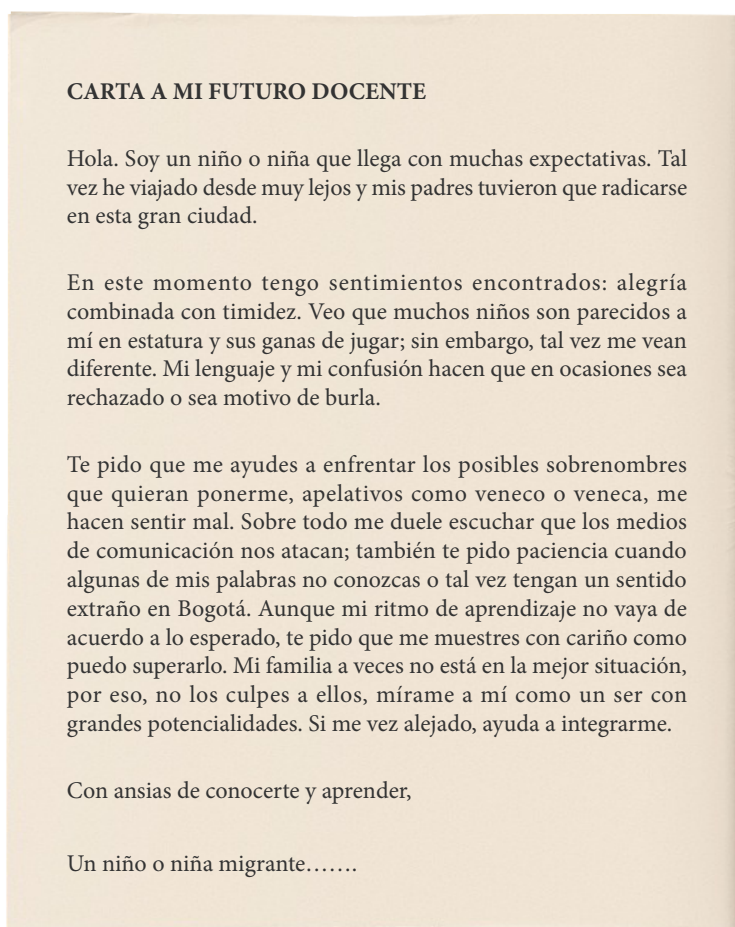 CARTA A MI FUTURO DOCENTE
Hola. Soy un niño o niña que llega con muchas expectativas. Tal
vez he viajado desde muy lejos y mis padres tuvieron que radicarse
en esta gran ciudad.
En este momento tengo sentimientos encontrados: alegría
combinada con timidez. Veo que muchos niños son parecidos a
mí en estatura y sus ganas de jugar; sin embargo, tal vez me vean
diferente. Mi lenguaje y mi confusión hacen que en ocasiones sea
rechazado o sea motivo de burla.
Te pido que me ayudes a enfrentar los posibles sobrenombres
que quieran ponerme, apelativos como veneco o veneca, me
hacen sentir mal. Sobre todo me duele escuchar que los medios
de comunicación nos atacan; también te pido paciencia cuando
algunas de mis palabras no conozcas o tal vez tengan un sentido
extraño en Bogotá. Aunque mi ritmo de aprendizaje no vaya de
acuerdo a lo esperado, te pido que me muestres con cariño como
puedo superarlo. Mi familia a veces no está en la mejor situación,
por eso, no los culpes a ellos, mírame a mí como un ser con
grandes potencialidades. Si me vez alejado, ayuda a integrarme.
Con ansias de conocerte y aprender,
Un niño o niña migrante…….